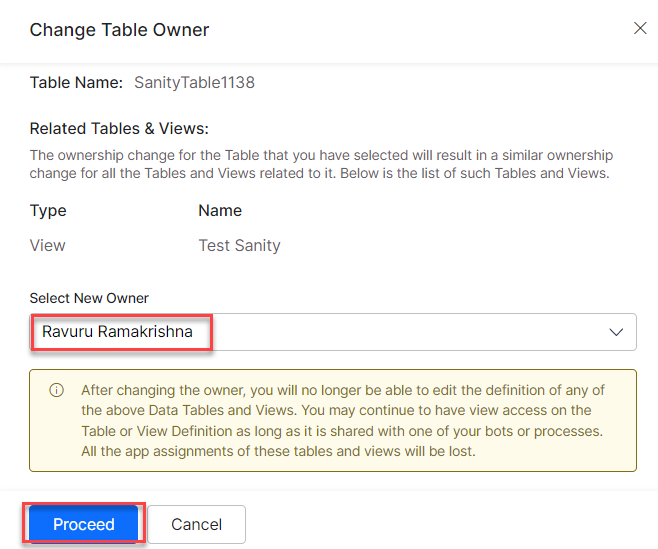 Change Table Owner
Table Name: SanityTable1138
Related Tables & Views:
The ownership change for the Table that you have selected will result in a similar ownership
change for all the Tables and Views related to it. Below is the list of such Tables and Views.
Type Name
View Test Sanity
Select New Owner
Ravuru Ramakrishna
After changing the owner, you will no longer be able to edit the definition of any of
the above Data Tables and Views. You may continue to have view access on the
Table or View Definition as long as it is shared with one of your bots or processes.
All the app assignments of these tables and views will be lost.
Proceed Cancel